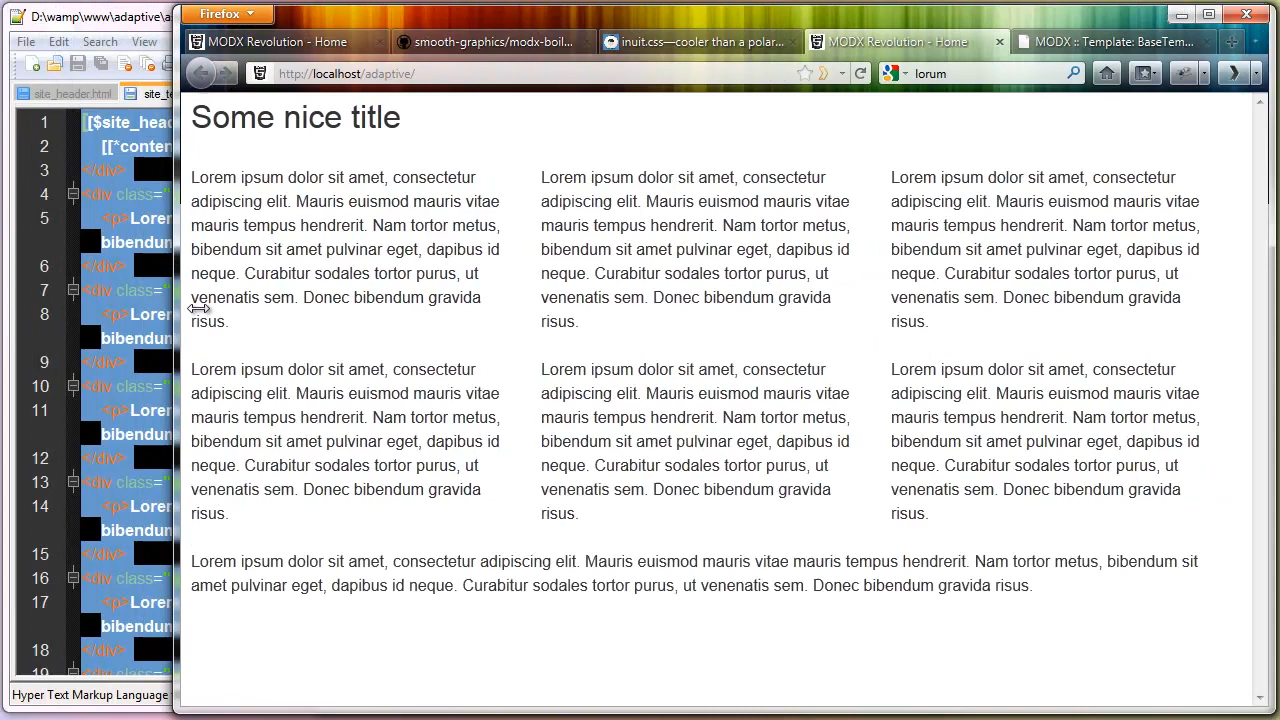 D:\wamp\www\adaptive\a
File Edit Search View
site_header.html
site_te
1 [[$site_head
2 [[*conten
3 </div>
4 <div class="
5 <p>Lore
bibendum
6 </div>
7 <div class="
8 <p>Lore
bibendum
9 </div>
10 <div class="
11 <p>Lore
bibendum
12 </div>
13 <div class="
14 <p>Lore
bibendum
15 </div>
16 <div class="
17 <p>Lore
bibendum
18 </div>
19 <div class="
Hyper Text Markup Language
Firefox
MODX Revolution - Home
smooth-graphics/modx-boil...
inuit.css—cooler than a polar...
MODX Revolution - Home
MODX :: Template: BaseTem...
http://localhost/adaptive/
lorum
Some nice title
Lorem ipsum dolor sit amet, consectetur
adipiscing elit. Mauris euismod mauris vitae
mauris tempus hendrerit. Nam tortor metus,
bibendum sit amet pulvinar eget, dapibus id
neque. Curabitur sodales tortor purus, ut
venenatis sem. Donec bibendum gravida
risus.
Lorem ipsum dolor sit amet, consectetur
adipiscing elit. Mauris euismod mauris vitae
mauris tempus hendrerit. Nam tortor metus,
bibendum sit amet pulvinar eget, dapibus id
neque. Curabitur sodales tortor purus, ut
venenatis sem. Donec bibendum gravida
risus.
Lorem ipsum dolor sit amet, consectetur
adipiscing elit. Mauris euismod mauris vitae
mauris tempus hendrerit. Nam tortor metus,
bibendum sit amet pulvinar eget, dapibus id
neque. Curabitur sodales tortor purus, ut
venenatis sem. Donec bibendum gravida
risus.
Lorem ipsum dolor sit amet, consectetur
adipiscing elit. Mauris euismod mauris vitae
mauris tempus hendrerit. Nam tortor metus,
bibendum sit amet pulvinar eget, dapibus id
neque. Curabitur sodales tortor purus, ut
venenatis sem. Donec bibendum gravida
risus.
Lorem ipsum dolor sit amet, consectetur
adipiscing elit. Mauris euismod mauris vitae
mauris tempus hendrerit. Nam tortor metus,
bibendum sit amet pulvinar eget, dapibus id
neque. Curabitur sodales tortor purus, ut
venenatis sem. Donec bibendum gravida
risus.
Lorem ipsum dolor sit amet, consectetur
adipiscing elit. Mauris euismod mauris vitae
mauris tempus hendrerit. Nam tortor metus,
bibendum sit amet pulvinar eget, dapibus id
neque. Curabitur sodales tortor purus, ut
venenatis sem. Donec bibendum gravida
risus.
Lorem ipsum dolor sit amet, consectetur adipiscing elit. Mauris euismod mauris vitae mauris tempus hendrerit. Nam tortor metus, bibendum sit
amet pulvinar eget, dapibus id neque. Curabitur sodales tortor purus, ut venenatis sem. Donec bibendum gravida risus.